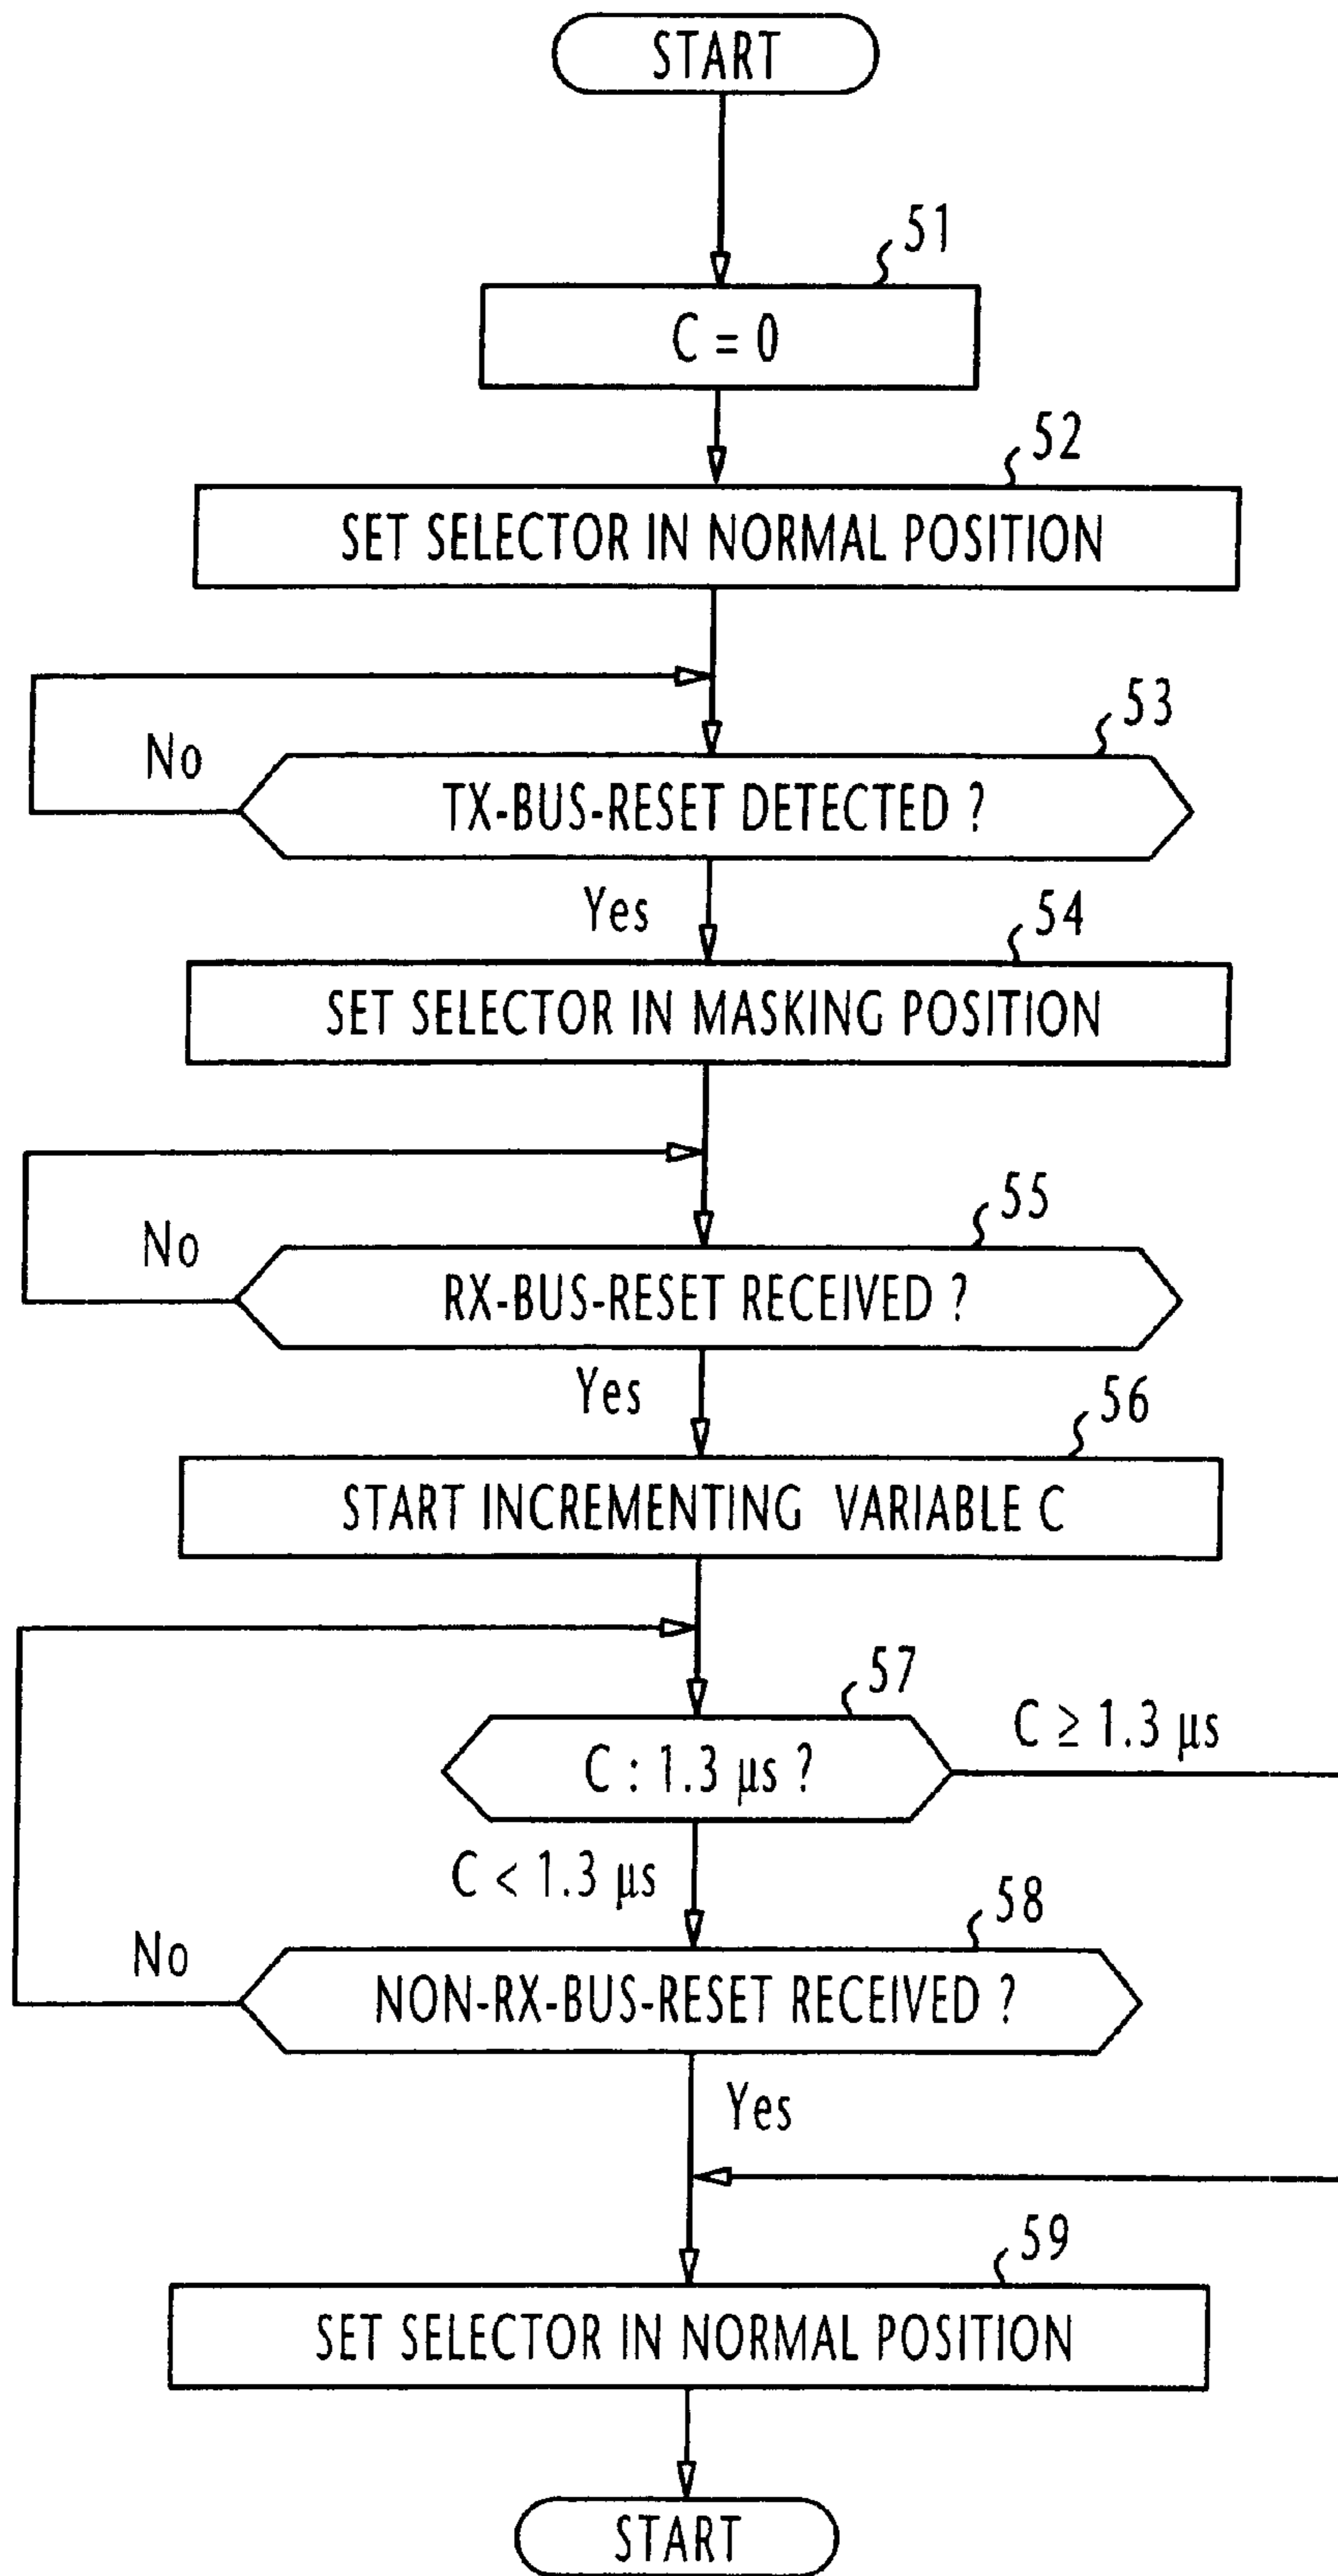 START
51
C = 0
52
SET SELECTOR IN NORMAL POSITION
53
No
TX-BUS-RESET DETECTED ?
Yes
54
SET SELECTOR IN MASKING POSITION
55
No
RX-BUS-RESET RECEIVED ?
Yes
56
START INCREMENTING VARIABLE C
57
C ≥ 1.3 µs
C : 1.3 µs ?
C < 1.3 µs
58
No
NON-RX-BUS-RESET RECEIVED ?
Yes
59
SET SELECTOR IN NORMAL POSITION
START